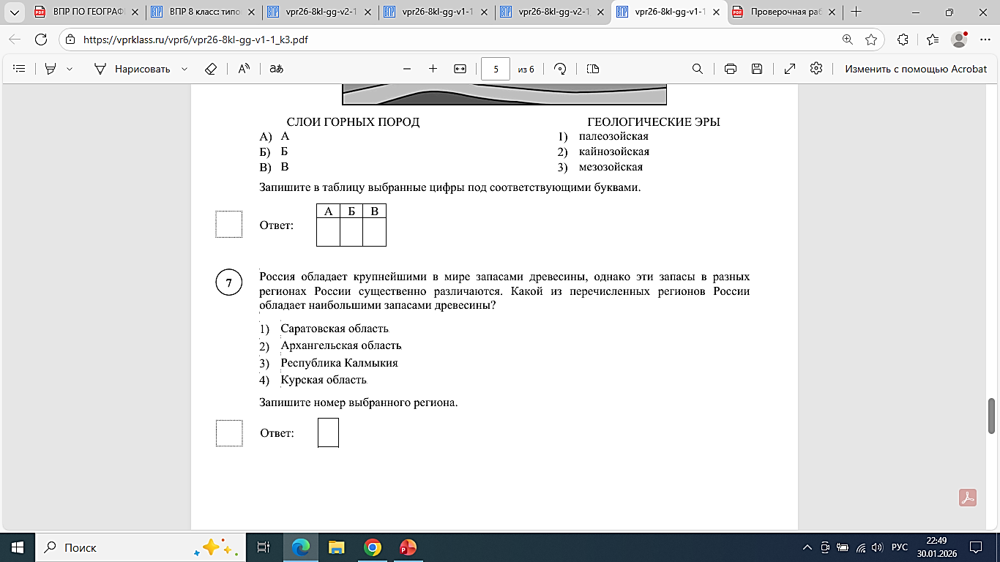 ВПР ПО ГЕОГРАФ
ВПР 8 класс: типо
vpr26-8kl-gg-v2-1
vpr26-8kl-gg-v1-1
vpr26-8kl-gg-v2-1
vpr26-8kl-gg-v1-1
Проверочная раб
https://vprklass.ru/vpr6/vpr26-8kl-gg-v1-1_k3.pdf
Нарисовать
аあ
5 из 6
Изменить с помощью Acrobat
СЛОИ ГОРНЫХ ПОРОД ГЕОЛОГИЧЕСКИЕ ЭРЫ
А) А 1) палеозойская
Б) Б 2) кайнозойская
В) В 3) мезозойская
Запишите в таблицу выбранные цифры под соответствующими буквами.
А Б В
Ответ:
7
Россия обладает крупнейшими в мире запасами древесины, однако эти запасы в разных
регионах России существенно различаются. Какой из перечисленных регионов России
обладает наибольшими запасами древесины?
1) Саратовская область
2) Архангельская область
3) Республика Калмыкия
4) Курская область
Запишите номер выбранного региона.
Ответ:
Поиск
РУС
22:49
30.01.2026